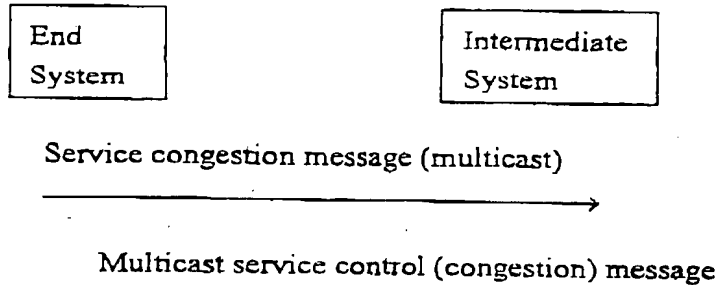 End
System
Intermediate
System
Service congestion message (multicast)
Multicast service control (congestion) message